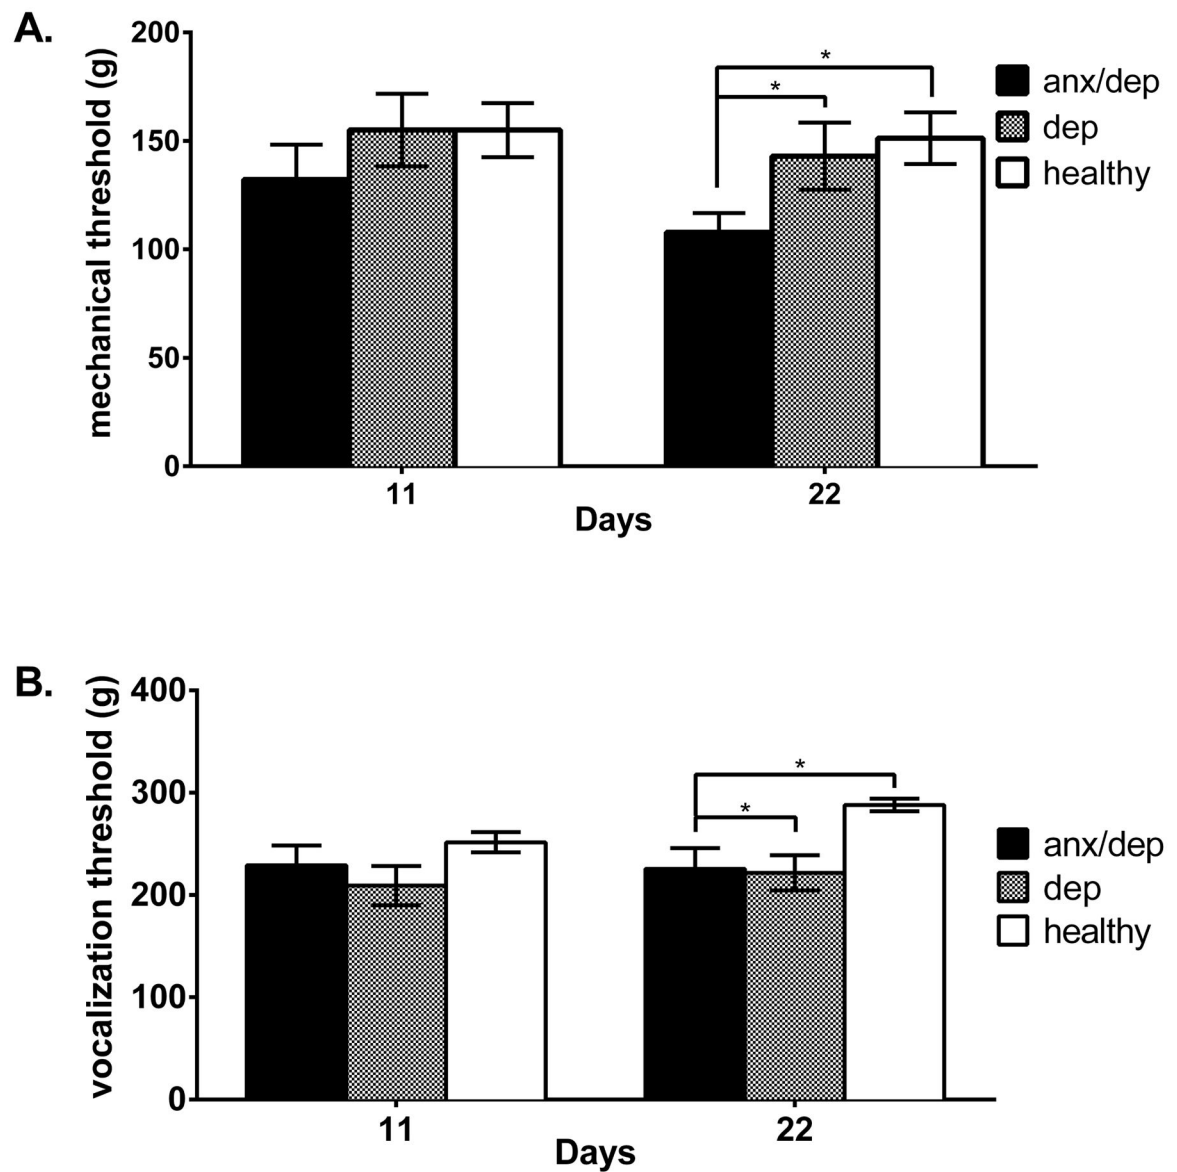 A.
mechanical threshold (g)
200
150
100
50
0
*
*
anx/dep
dep
healthy
11
22
Days
B.
vocalization threshold (g)
400
300
200
100
0
*
*
anx/dep
dep
healthy
11
22
Days